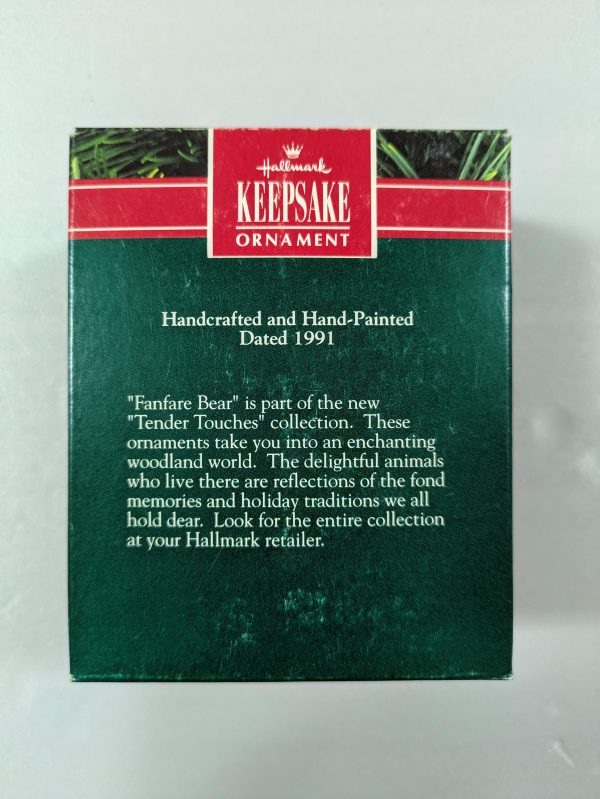 Hallmark
KEEPSAKE
ORNAMENT
Handcrafted and Hand-Painted
Dated 1991
"Fanfare Bear" is part of the new
"Tender Touches" collection. These
ornaments take you into an enchanting
woodland world. The delightful animals
who live there are reflections of the fond
memories and holiday traditions we all
hold dear. Look for the entire collection
at your Hallmark retailer.